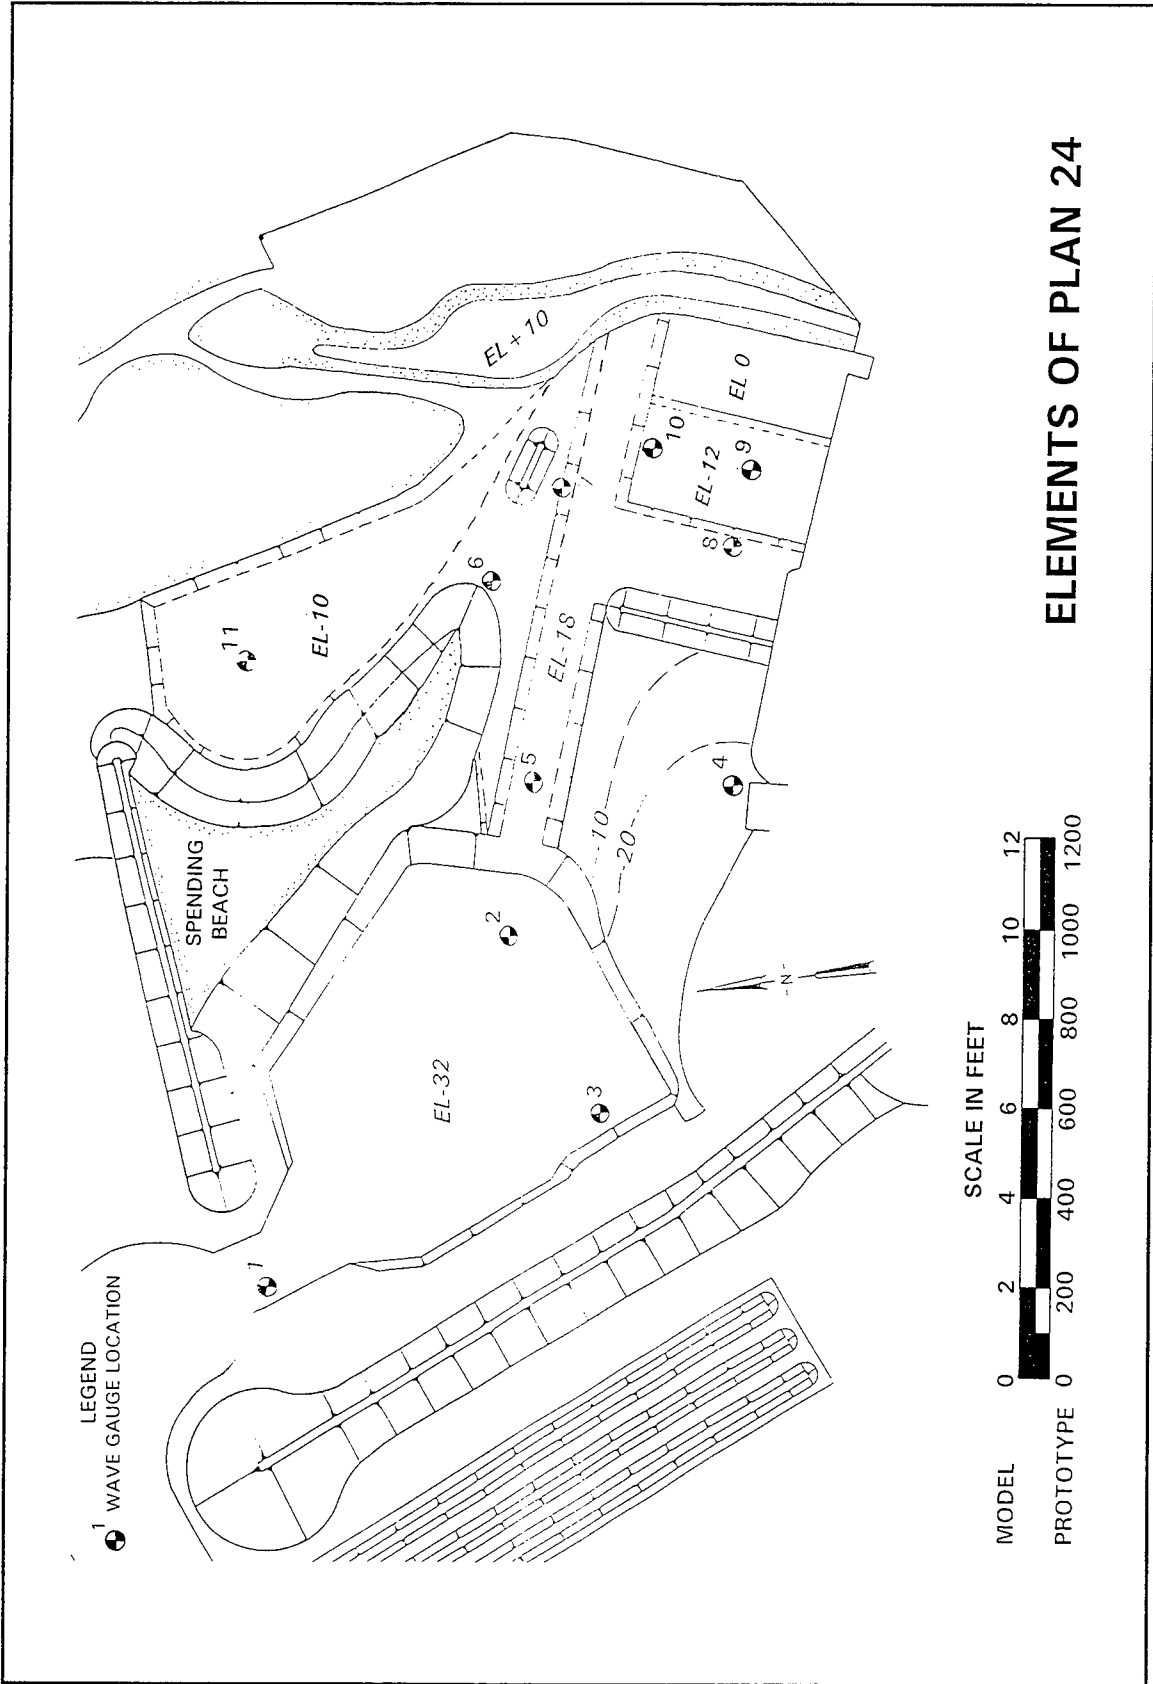 LEGEND
1 WAVE GAUGE LOCATION
1
2
3
4
5
6
8
9
10
11
SPENDING
BEACH
EL-32
EL-10
EL-18
EL+10
EL-12
EL 0
-10-
-20-
N
SCALE IN FEET
MODEL 0 2 4 6 8 10 12
PROTOTYPE 0 200 400 600 800 1000 1200
ELEMENTS OF PLAN 24